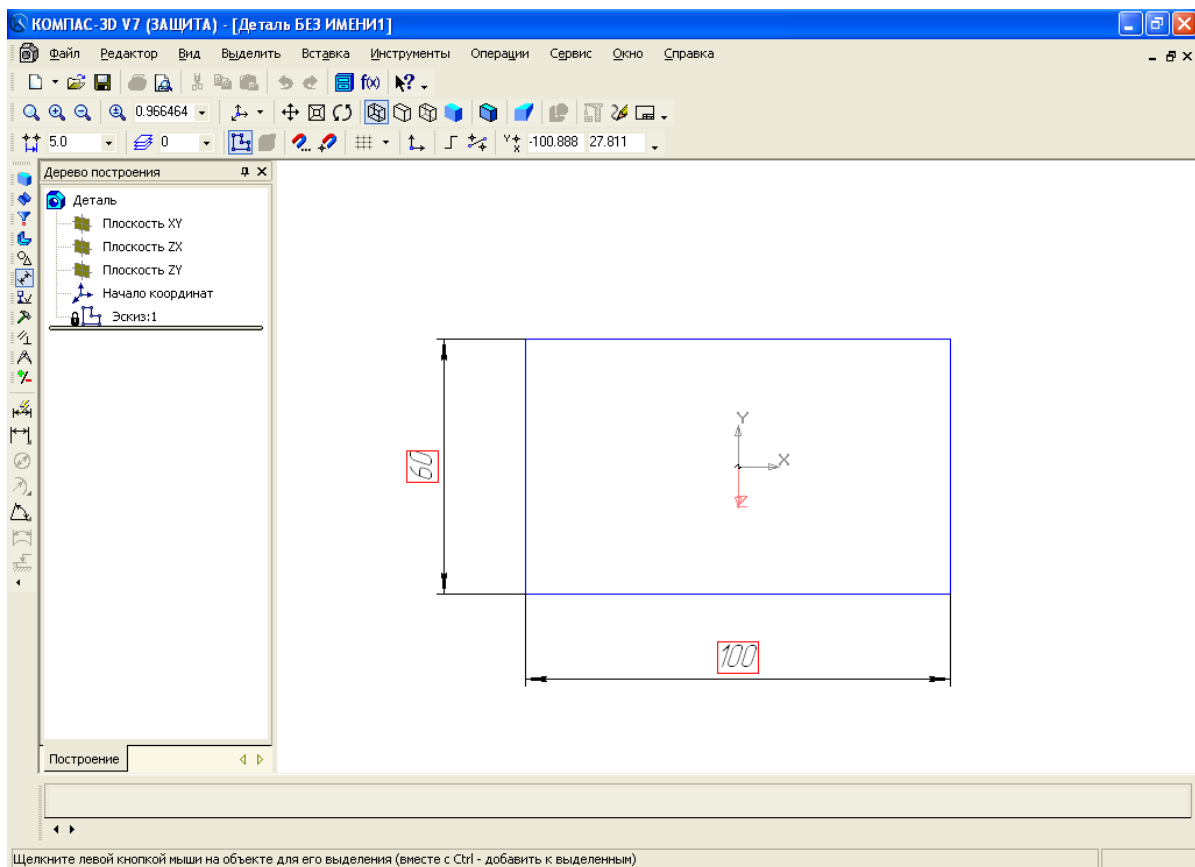 КОМПАС-3D V7 (ЗАЩИТА) - [Деталь БЕЗ ИМЕНИ1]
Файл Редактор Вид Выделить Вставка Инструменты Операции Сервис Окно Справка
f(x) ?
0.966464
5.0 0 Y X -100.888 27.811
Дерево построения
Деталь
Плоскость XY
Плоскость ZX
Плоскость ZY
Начало координат
Эскиз:1
Y
X
Z
60
100
Построение
Щелкните левой кнопкой мыши на объекте для его выделения (вместе с Ctrl - добавить к выделенным)